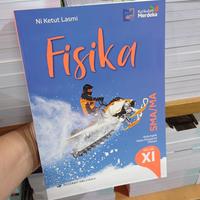 Ni Ketut Lasmi
Kurikulum
Merdeka
Fisika
SMA/MA
XI